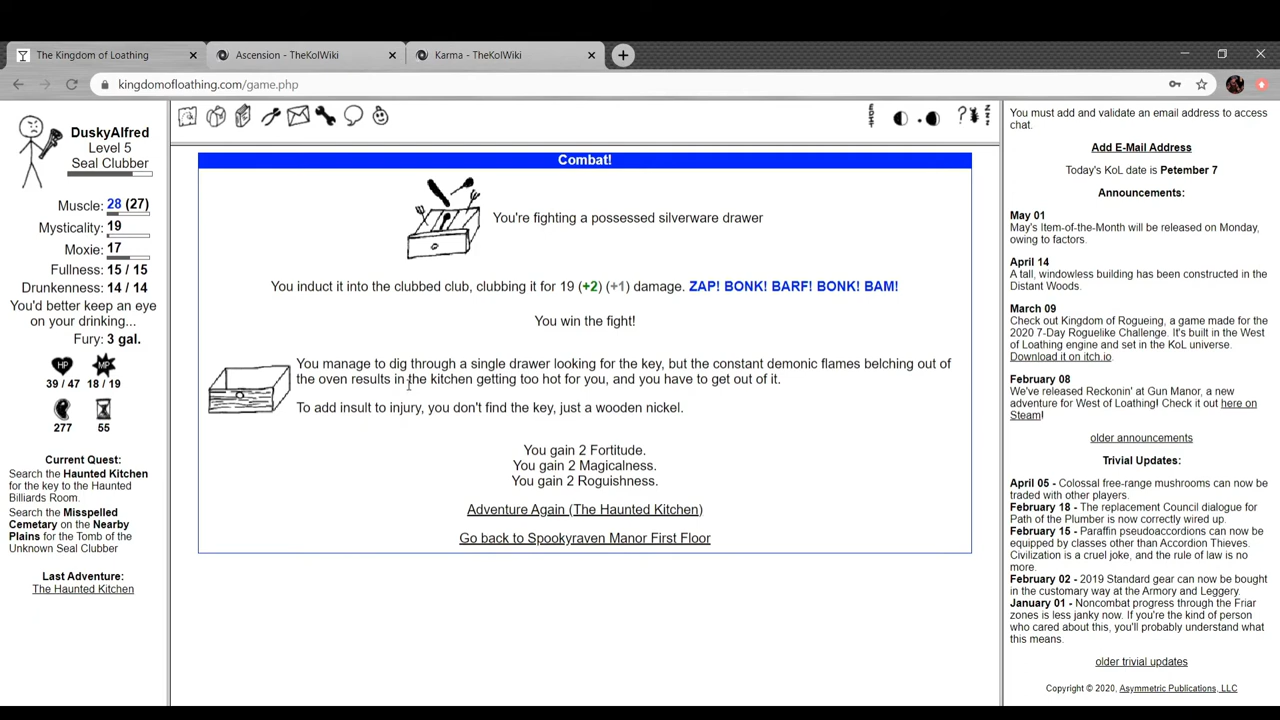 The Kingdom of Loathing
Ascension - TheKolWiki
Karma - TheKolWiki
kingdomofloathing.com/game.php
DuskyAlfred
Level 5
Seal Clubber
Muscle: 28 (27)
Mysticality: 19
Moxie: 17
Fullness: 15 / 15
Drunkenness: 14 / 14
You'd better keep an eye
on your drinking...
Fury: 3 gal.
HP MP
39 / 47 18 / 19
277 55
Current Quest:
Search the Haunted Kitchen
for the key to the Haunted
Billiards Room.
Search the Misspelled
Cemetary on the Nearby
Plains for the Tomb of the
Unknown Seal Clubber
Last Adventure:
The Haunted Kitchen
Combat!
You're fighting a possessed silverware drawer
You induct it into the clubbed club, clubbing it for 19 (+2) (+1) damage. ZAP! BONK! BARF! BONK! BAM!
You win the fight!
You manage to dig through a single drawer looking for the key, but the constant demonic flames belching out of
the oven results in the kitchen getting too hot for you, and you have to get out of it.
To add insult to injury, you don't find the key, just a wooden nickel.
You gain 2 Fortitude.
You gain 2 Magicalness.
You gain 2 Roguishness.
Adventure Again (The Haunted Kitchen)
Go back to Spookyraven Manor First Floor
You must add and validate an email address to access
chat.
Add E-Mail Address
Today's KoL date is Petember 7
Announcements:
May 01
May's Item-of-the-Month will be released on Monday,
owing to factors.
April 14
A tall, windowless building has been constructed in the
Distant Woods.
March 09
Check out Kingdom of Rogueing, a game made for the
2020 7-Day Roguelike Challenge. It's built in the West
of Loathing engine and set in the KoL universe.
Download it on itch.io.
February 08
We've released Reckonin' at Gun Manor, a new
adventure for West of Loathing! Check it out here on
Steam!
older announcements
Trivial Updates:
April 05 - Colossal free-range mushrooms can now be
traded with other players.
February 18 - The replacement Council dialogue for
Path of the Plumber is now correctly wired up.
February 15 - Paraffin pseudoaccordions can now be
equipped by classes other than Accordion Thieves.
Civilization is a cruel joke, and the rule of law is no
more.
February 02 - 2019 Standard gear can now be bought
in the customary way at the Armory and Leggery.
January 01 - Noncombat progress through the Friar
zones is less janky now. If you're the kind of person
who cared about this, you'll probably understand what
this means.
older trivial updates
Copyright © 2020, Asymmetric Publications, LLC